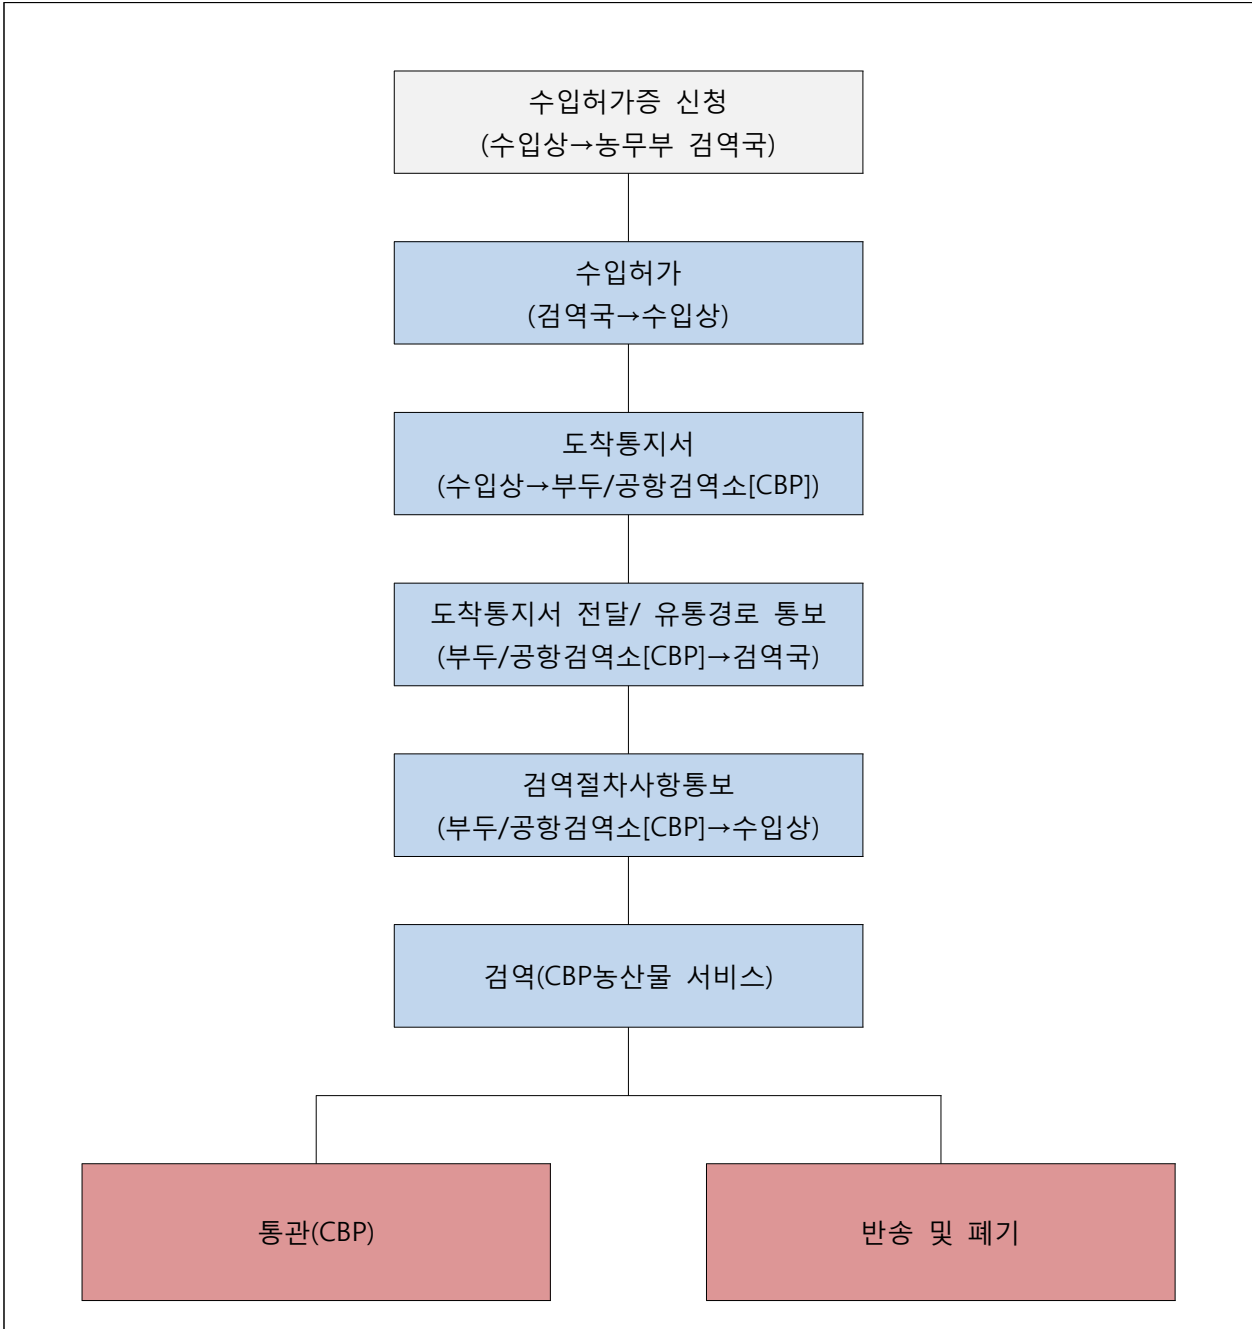 수입허가증 신청
(수입상→농무부 검역국)
수입허가
(검역국→수입상)
도착통지서
(수입상→부두/공항검역소[CBP])
도착통지서 전달/ 유통경로 통보
(부두/공항검역소[CBP]→검역국)
검역절차사항통보
(부두/공항검역소[CBP]→수입상)
검역(CBP농산물 서비스)
통관(CBP)
반송 및 폐기